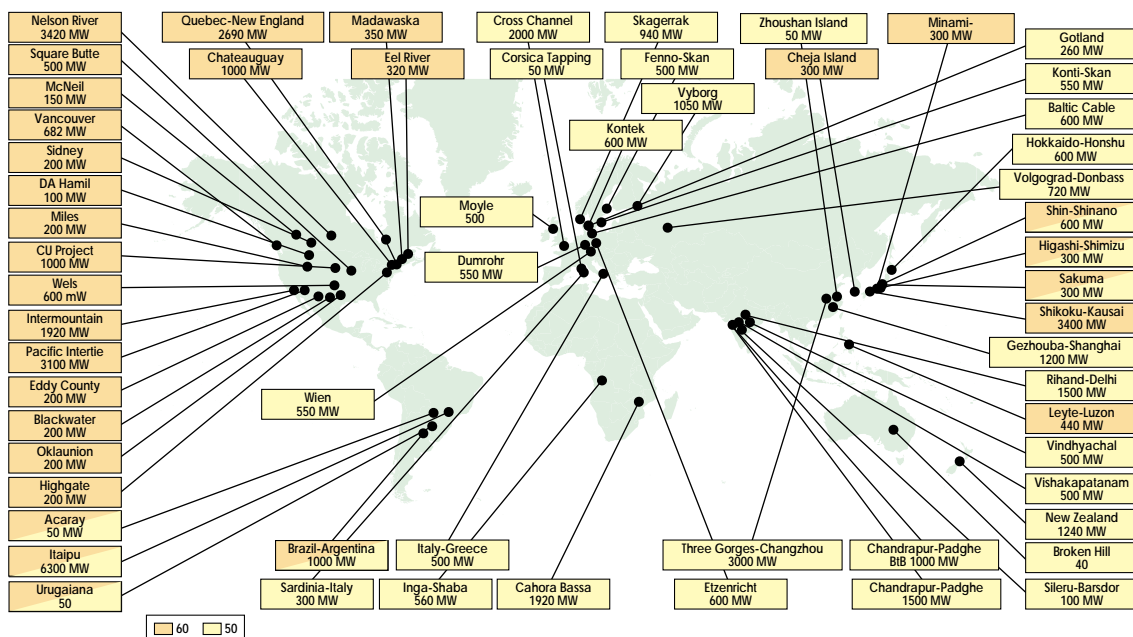 Nelson River
3420 MW
Square Butte
500 MW
McNeil
150 MW
Vancouver
682 MW
Sidney
200 MW
DA Hamil
100 MW
Miles
200 MW
CU Project
1000 MW
Wels
600 mW
Intermountain
1920 MW
Pacific Intertie
3100 MW
Eddy County
200 MW
Blackwater
200 MW
Oklaunion
200 MW
Highgate
200 MW
Acaray
50 MW
Itaipu
6300 MW
Urugaiana
50
Quebec-New England
2690 MW
Chateauguay
1000 MW
Madawaska
350 MW
Eel River
320 MW
Cross Channel
2000 MW
Corsica Tapping
50 MW
Skagerrak
940 MW
Fenno-Skan
500 MW
Vyborg
1050 MW
Kontek
600 MW
Zhoushan Island
50 MW
Cheja Island
300 MW
Minami-
300 MW
Moyle
500
Dumrohr
550 MW
Wien
550 MW
Gotland
260 MW
Konti-Skan
550 MW
Baltic Cable
600 MW
Hokkaido-Honshu
600 MW
Volgograd-Donbass
720 MW
Shin-Shinano
600 MW
Higashi-Shimizu
300 MW
Sakuma
300 MW
Shikoku-Kausai
3400 MW
Gezhouba-Shanghai
1200 MW
Rihand-Delhi
1500 MW
Leyte-Luzon
440 MW
Vindhyachal
500 MW
Vishakapatanam
500 MW
New Zealand
1240 MW
Broken Hill
40
Sileru-Barsdor
100 MW
Brazil-Argentina
1000 MW
Sardinia-Italy
300 MW
Italy-Greece
500 MW
Inga-Shaba
560 MW
Cahora Bassa
1920 MW
Three Gorges-Changzhou
3000 MW
Etzenricht
600 MW
Chandrapur-Padghe
BtB 1000 MW
Chandrapur-Padghe
1500 MW
60
50